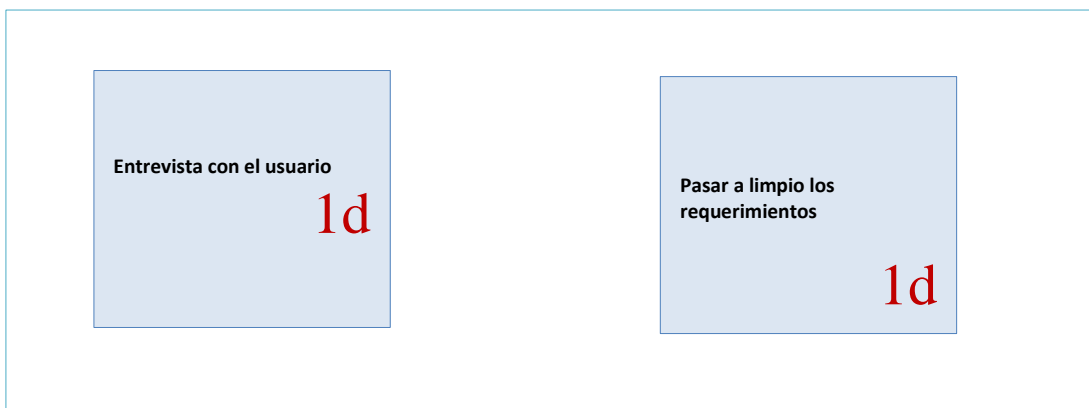 Entrevista con el usuario
1d
Pasar a limpio los
requerimientos
1d